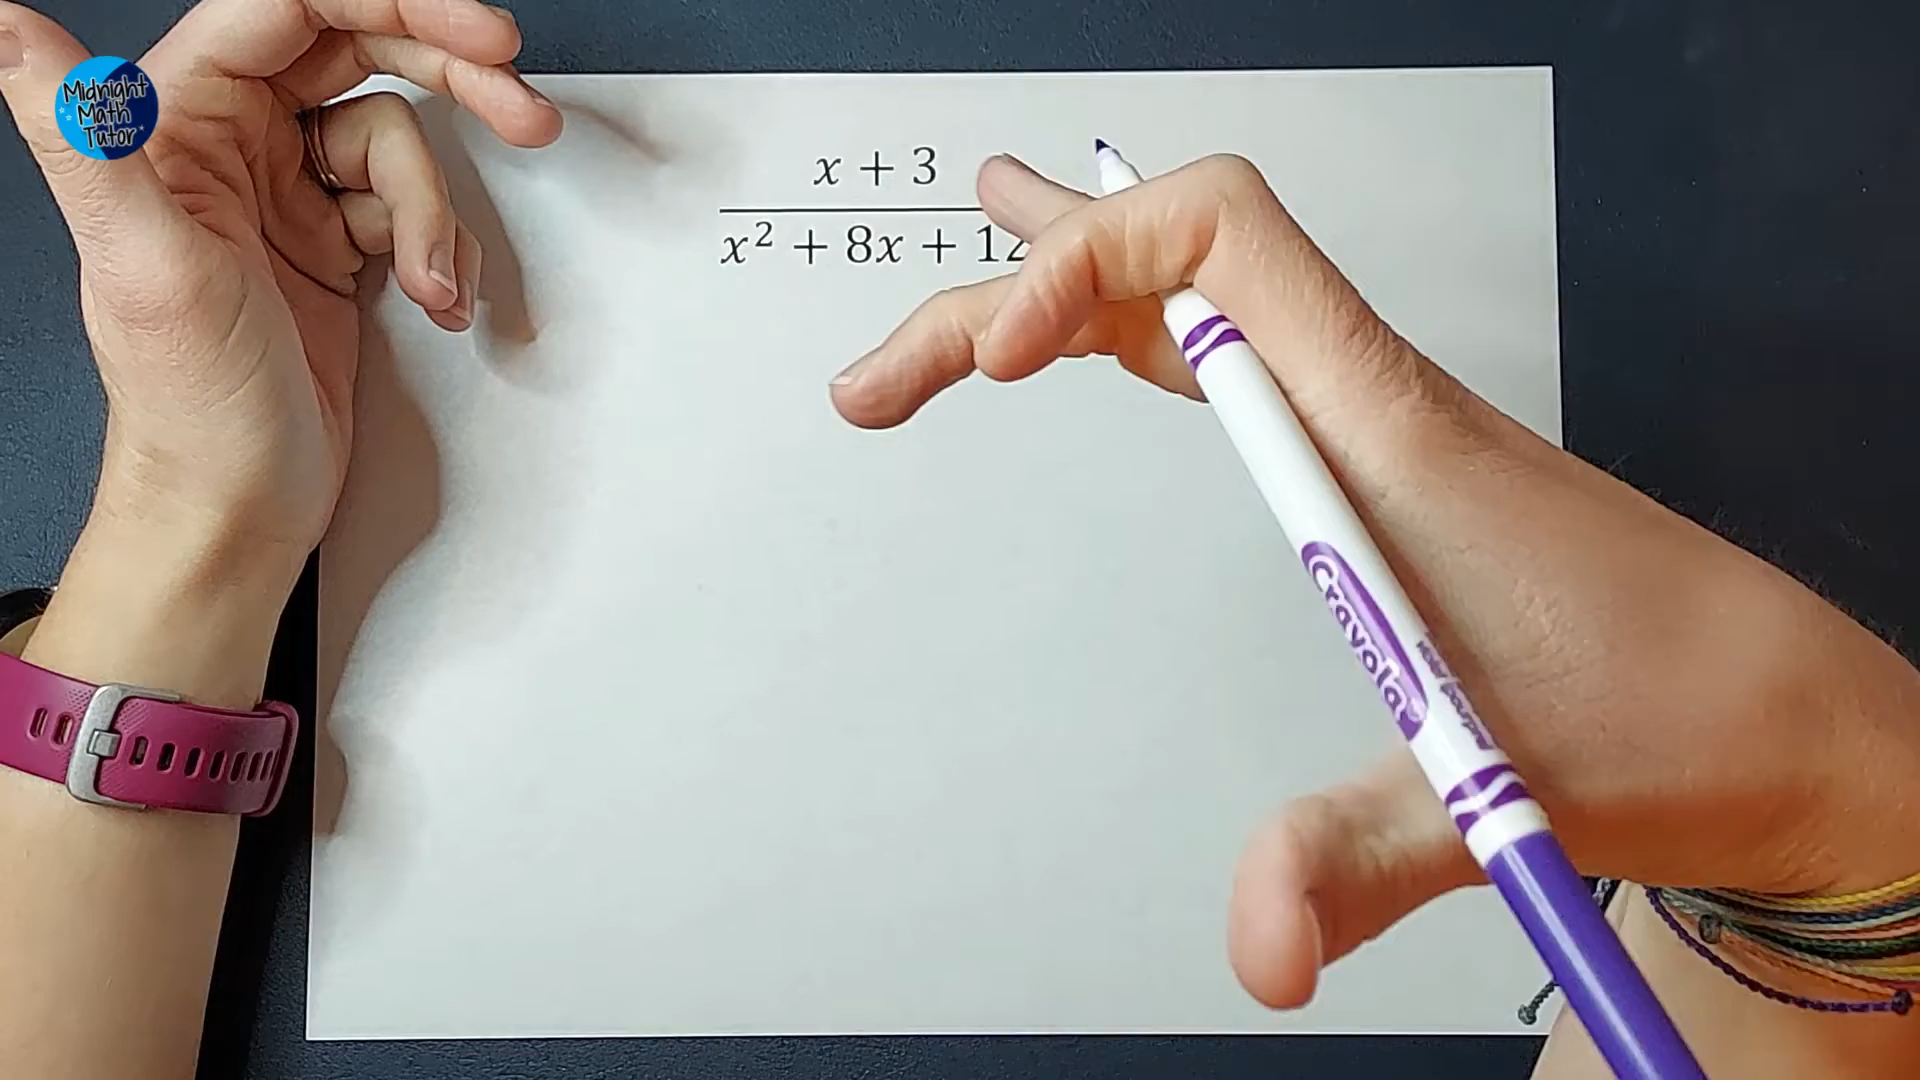 Midnight
Math
Tutor
x + 3
x² + 8x + 12
Crayola